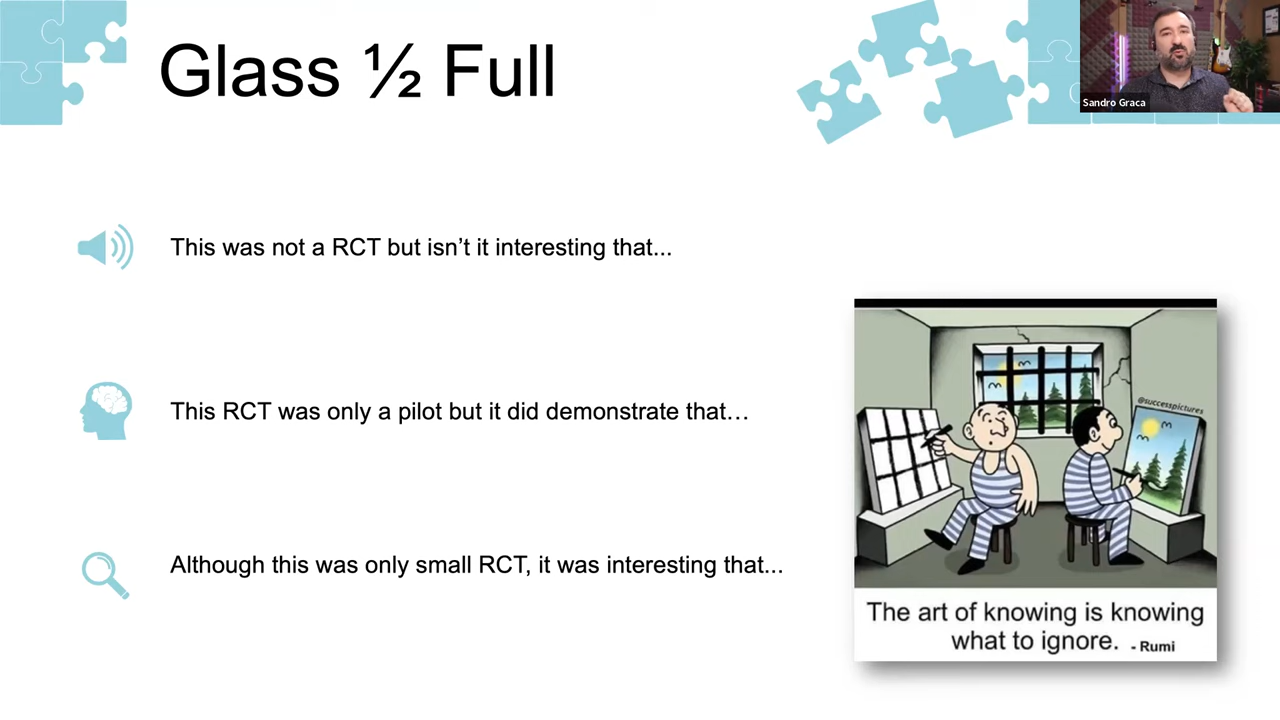 Glass ½ Full
Sandro Graca
This was not a RCT but isn’t it interesting that...
This RCT was only a pilot but it did demonstrate that…
Although this was only small RCT, it was interesting that...
@successpictures
The art of knowing is knowing
what to ignore. - Rumi